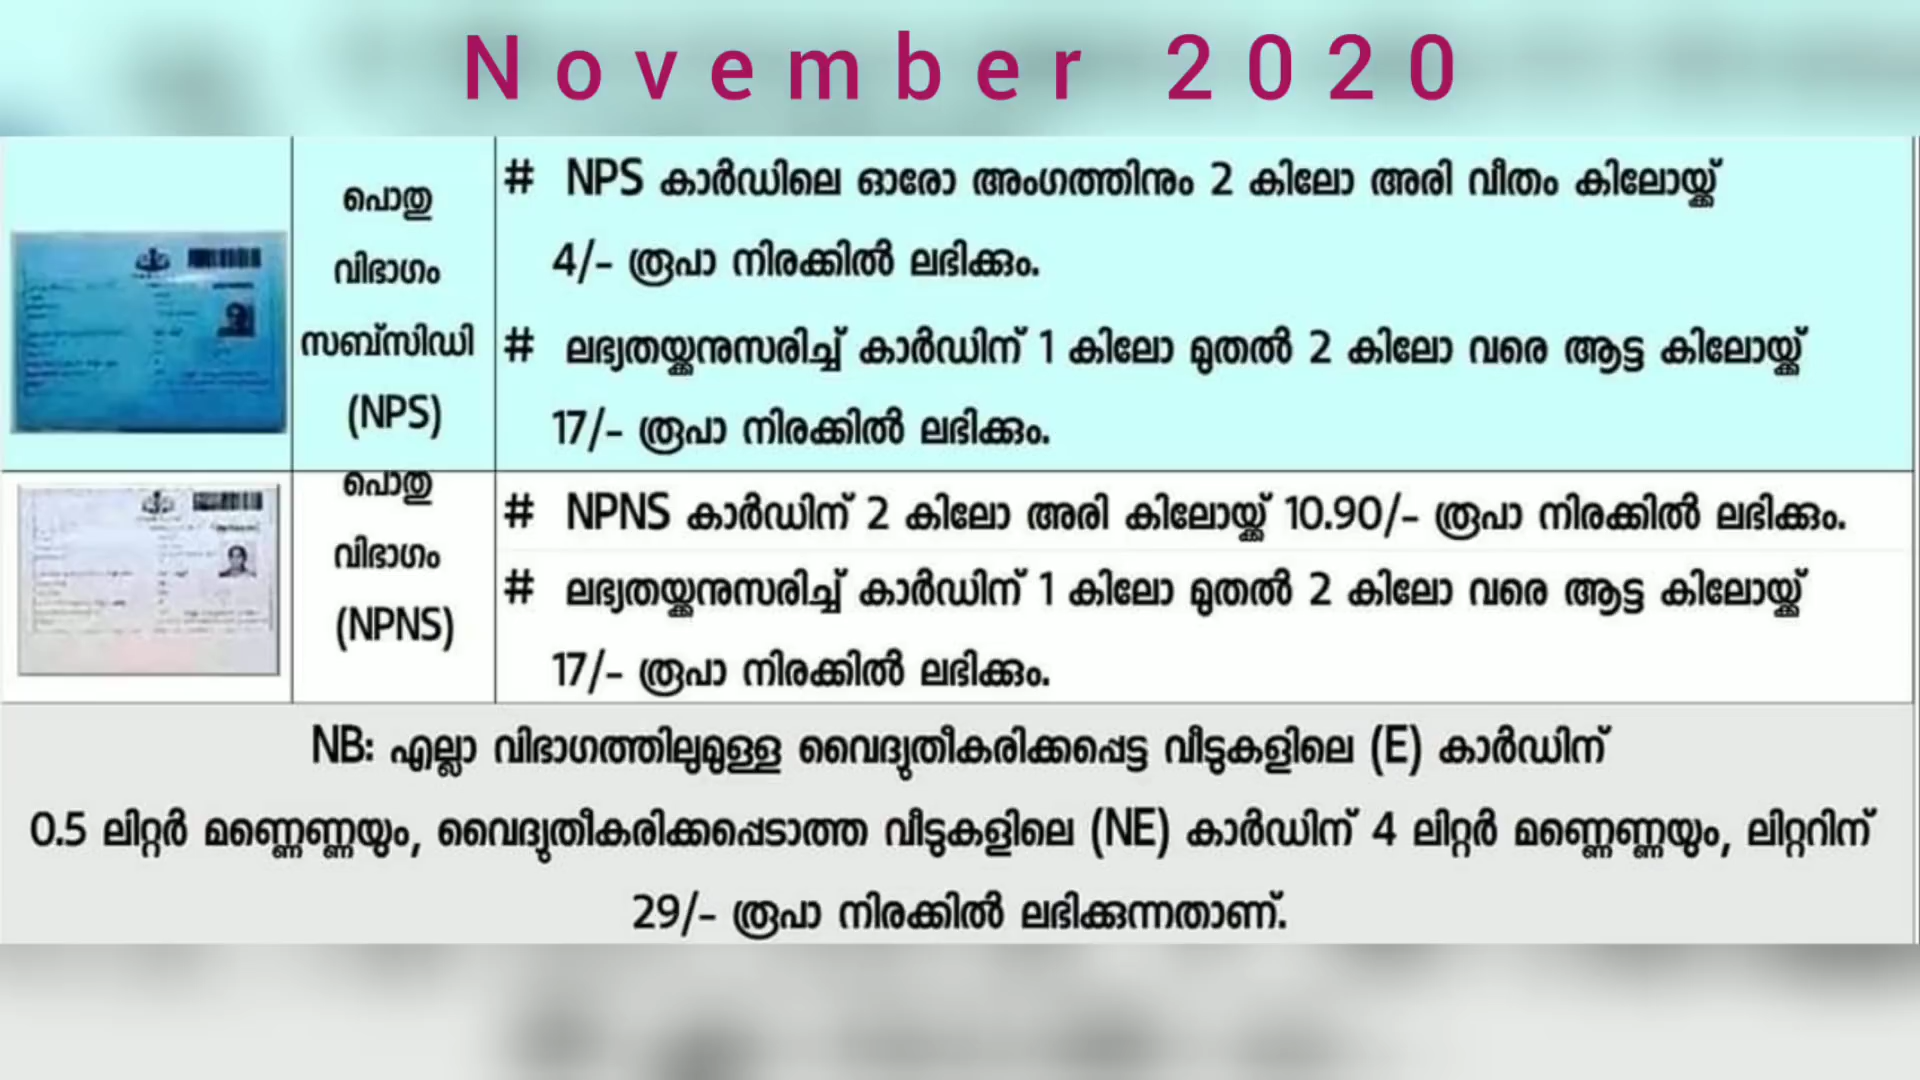 November 2020
പൊതു
വിഭാഗം
സബ്സിഡി
(NPS)
# NPS കാർഡിലെ ഓരോ അംഗത്തിനും 2 കിലോ അരി വീതം കിലോയ്ക്ക്
4/- രൂപാ നിരക്കിൽ ലഭിക്കും.
# ലഭ്യതയ്ക്കനുസരിച്ച് കാർഡിന് 1 കിലോ മുതൽ 2 കിലോ വരെ ആട്ട കിലോയ്ക്ക്
17/- രൂപാ നിരക്കിൽ ലഭിക്കും.
പൊതു
വിഭാഗം
(NPNS)
# NPNS കാർഡിന് 2 കിലോ അരി കിലോയ്ക്ക് 10.90/- രൂപാ നിരക്കിൽ ലഭിക്കും.
# ലഭ്യതയ്ക്കനുസരിച്ച് കാർഡിന് 1 കിലോ മുതൽ 2 കിലോ വരെ ആട്ട കിലോയ്ക്ക്
17/- രൂപാ നിരക്കിൽ ലഭിക്കും.
NB: എല്ലാ വിഭാഗത്തിലുമുള്ള വൈദ്യുതീകരിക്കപ്പെട്ട വീടുകളിലെ (E) കാർഡിന്
0.5 ലിറ്റർ മണ്ണെണ്ണയും, വൈദ്യുതീകരിക്കപ്പെടാത്ത വീടുകളിലെ (NE) കാർഡിന് 4 ലിറ്റർ മണ്ണെണ്ണയും, ലിറ്ററിന്
29/- രൂപാ നിരക്കിൽ ലഭിക്കുന്നതാണ്.